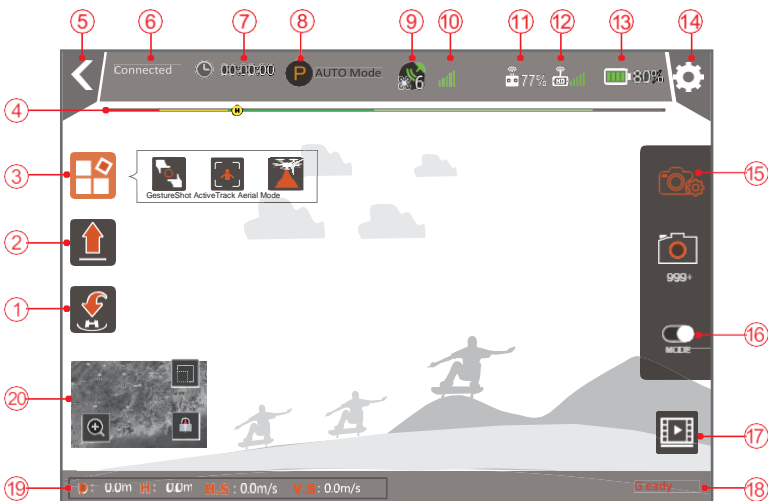 5 6 7 8 9 10 11 12 13 14
Connected 00:00:00 P AUTO Mode 6 77% HD 80%
4 H
3
GestureShot ActiveTrack Aerial Mode
15
2
999+
1 H
16
MODE
20
17
19 D: 0.0m H: 0.0m H.S: 0.0m/s V.S: 0.0m/s 18